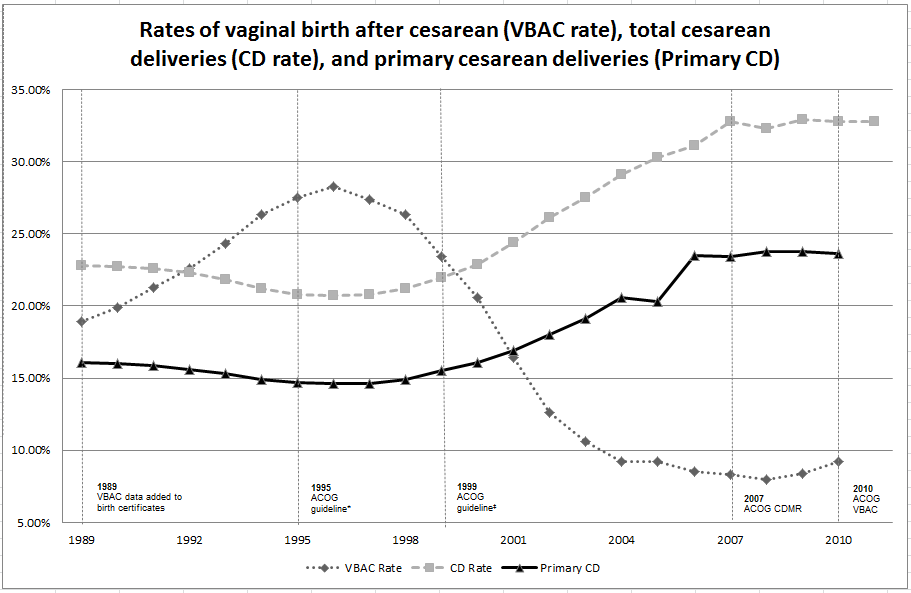 Rates of vaginal birth after cesarean (VBAC rate), total cesarean
deliveries (CD rate), and primary cesarean deliveries (Primary CD)
35.00%
30.00%
25.00%
20.00%
15.00%
10.00%
5.00%
1989
VBAC data added to
birth certificates
1995
ACOG
guideline*
1999
ACOG
guideline‡
2007
ACOG CDMR
2010
ACOG
VBAC
1989 1992 1995 1998 2001 2004 2007 2010
VBAC Rate CD Rate Primary CD